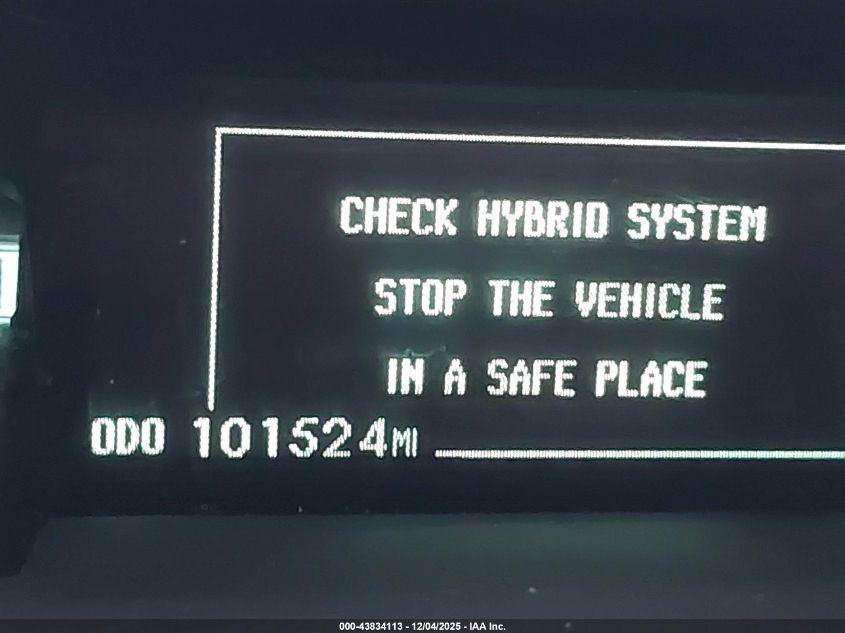 CHECK HYBRID SYSTEM
STOP THE VEHICLE
IN A SAFE PLACE
ODO 101524MI
000-43834113 - 12/04/2025 - IAA Inc.